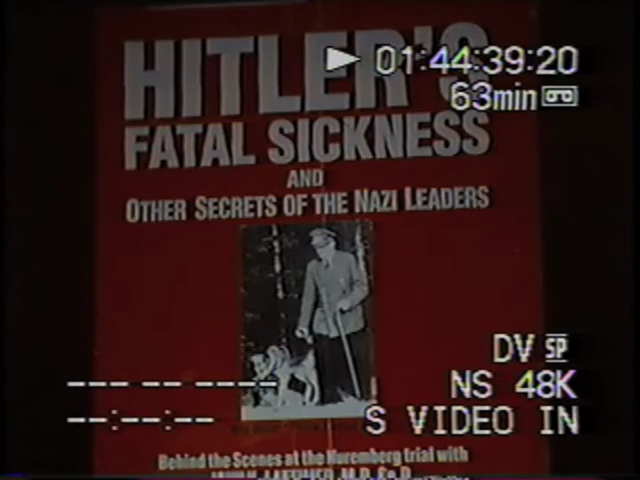 HITLER'S
▶ 01:44:39:20
63min
FATAL SICKNESS
AND
OTHER SECRETS OF THE NAZI LEADERS
DV SP
--- -- ----
NS 48K
--:--:--
S VIDEO IN
Behind the Scenes at the Nuremberg trial with